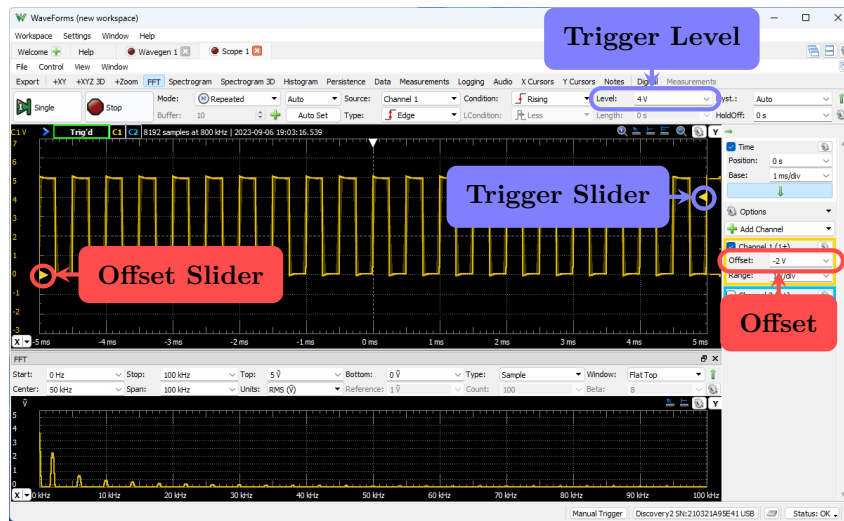 WaveForms (new workspace)
Workspace Settings Window Help
Welcome Help Wavegen 1 Scope 1
File Control View Window
Export +XY +XYZ 3D +Zoom FFT Spectrogram Spectrogram 3D Histogram Persistence Data Measurements Logging Audio X Cursors Y Cursors Notes Digital Measurements
Single Stop Mode: Repeated Auto Source: Channel 1 Condition: Rising Level: 4 V Hyst.: Auto
Buffer: 10 Auto Set Type: Edge LCondition: Less Length: 0 s HoldOff: 0 s
Trigger Level
C1 V Trig'd C1 C2 8192 samples at 800 kHz | 2023-09-06 19:03:16.539 Y
7
6
5
4
3
2
1
0
-1
-2
-3
Trigger Slider
Offset Slider
X -5 ms -4 ms -3 ms -2 ms -1 ms 0 ms 1 ms 2 ms 3 ms 4 ms 5 ms
Time
Position: 0 s
Base: 1 ms/div
Options
Add Channel
Channel 1 (1±)
Offset: -2 V
Range: 1 V/div
Offset
FFT
Start: 0 Hz Stop: 100 kHz Top: 5 Ṽ Bottom: 0 Ṽ Type: Sample Window: Flat Top
Center: 50 kHz Span: 100 kHz Units: RMS (Ṽ) Reference: 1 Ṽ Count: 100 Beta: 8
Ṽ Y
5
4
3
2
1
0
X 0 kHz 10 kHz 20 kHz 30 kHz 40 kHz 50 kHz 60 kHz 70 kHz 80 kHz 90 kHz 100 kHz
Manual Trigger Discovery2 SN:210321A95E41 USB Status: OK